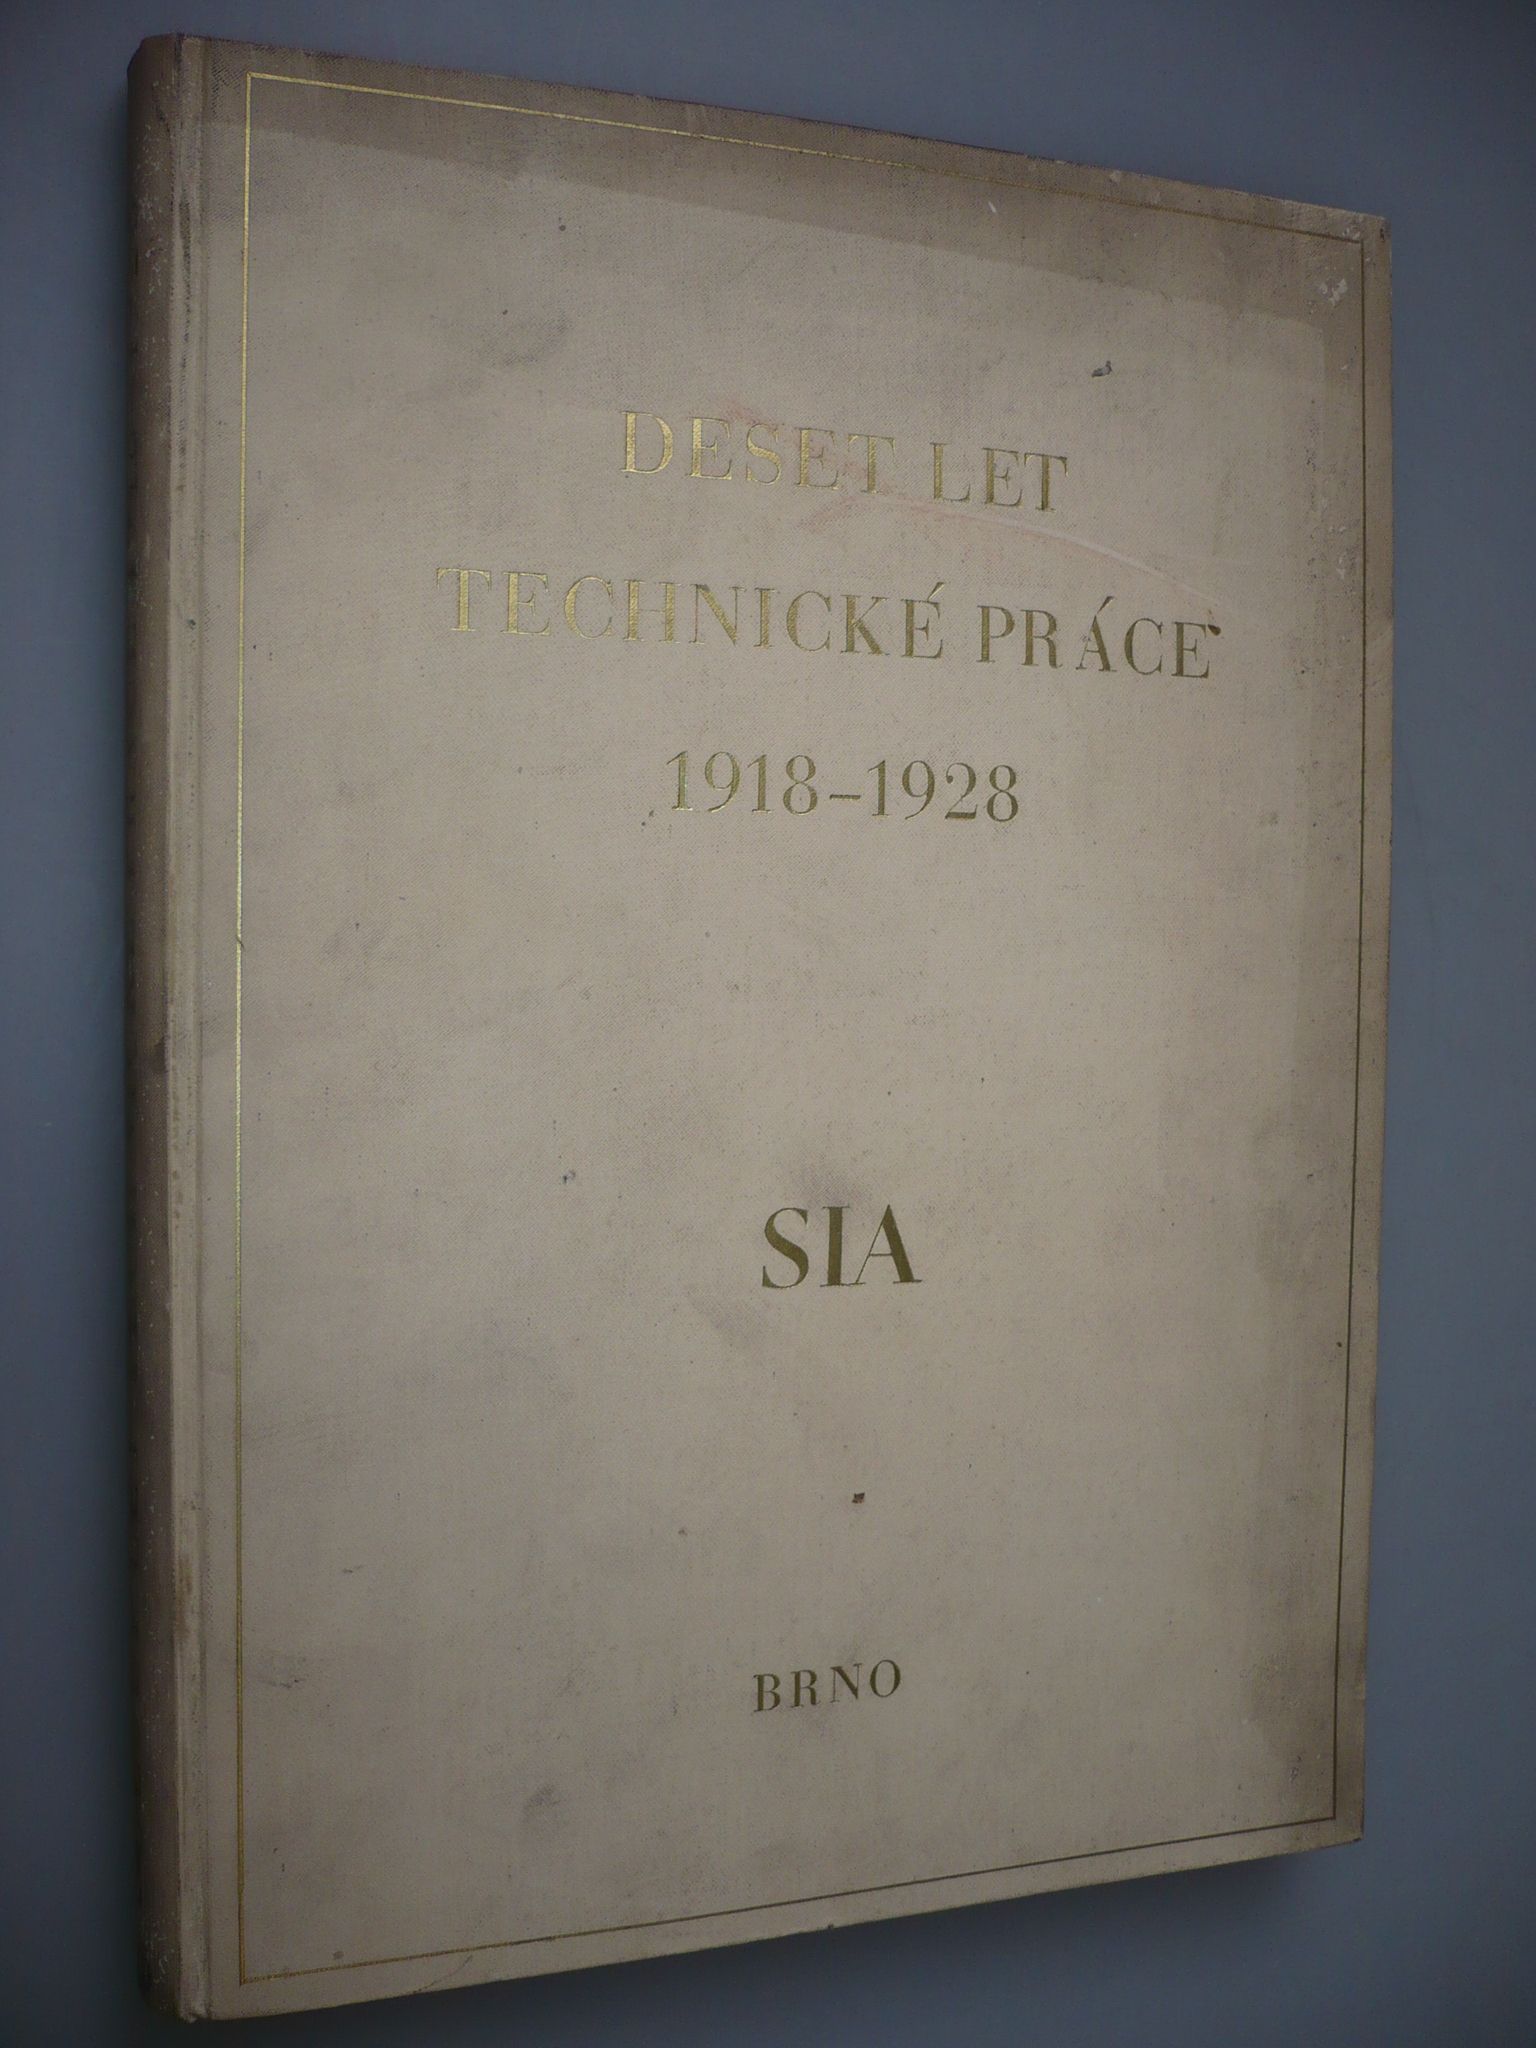 DESET LET
TECHNICKÉ PRÁCE
1918–1928
SIA
BRNO